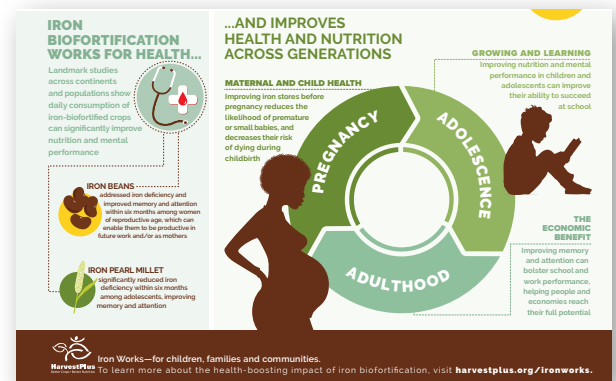 IRON
BIOFORTIFICATION
WORKS FOR HEALTH...
Landmark studies
across continents
and populations show
daily consumption of
iron-biofortified crops
can significantly improve
nutrition and mental
performance
IRON BEANS
addressed iron deficiency and
improved memory and attention
within six months among women
of reproductive age, which can
enable them to be productive in
future work and/or as mothers
IRON PEARL MILLET
significantly reduced iron
deficiency within six months
among adolescents, improving
memory and attention
...AND IMPROVES
HEALTH AND NUTRITION
ACROSS GENERATIONS
MATERNAL AND CHILD HEALTH
Improving iron stores before
pregnancy reduces the
likelihood of premature
or small babies, and
decreases their risk
of dying during
childbirth
PREGNANCY
ADOLESCENCE
ADULTHOOD
GROWING AND LEARNING
Improving nutrition and mental
performance in children and
adolescents can improve
their ability to succeed
at school
THE
ECONOMIC
BENEFIT
Improving memory
and attention can
bolster school and
work performance,
helping people and
economies reach
their full potential
HarvestPlus
Better Crops • Better Nutrition
Iron Works—for children, families and communities.
To learn more about the health-boosting impact of iron biofortification, visit harvestplus.org/ironworks.